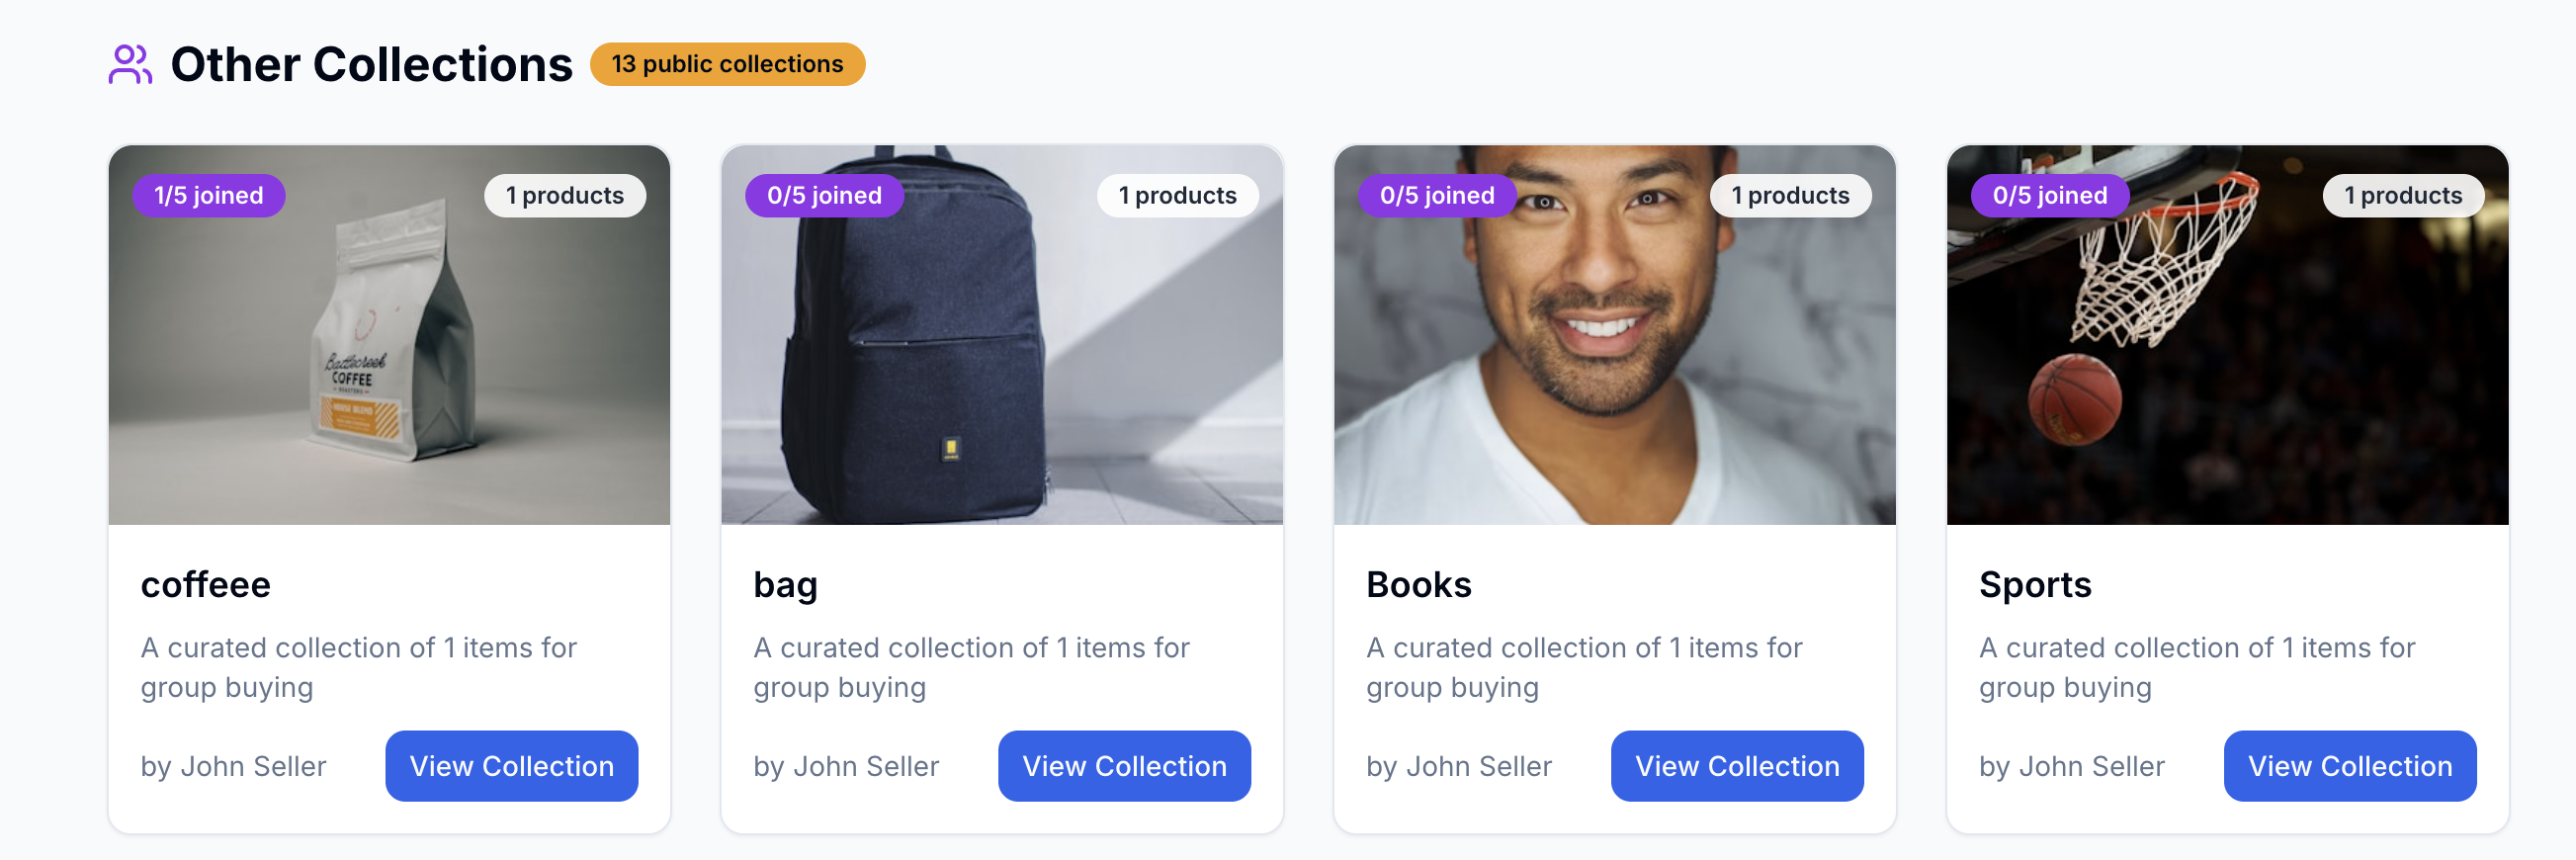 Other Collections 13 public collections
1/5 joined 1 products
0/5 joined 1 products
0/5 joined 1 products
0/5 joined 1 products
Battlecreek
COFFEE
ROASTERS
HOUSE BLEND
coffeee
bag
Books
Sports
A curated collection of 1 items for
group buying
A curated collection of 1 items for
group buying
A curated collection of 1 items for
group buying
A curated collection of 1 items for
group buying
by John Seller View Collection
by John Seller View Collection
by John Seller View Collection
by John Seller View Collection